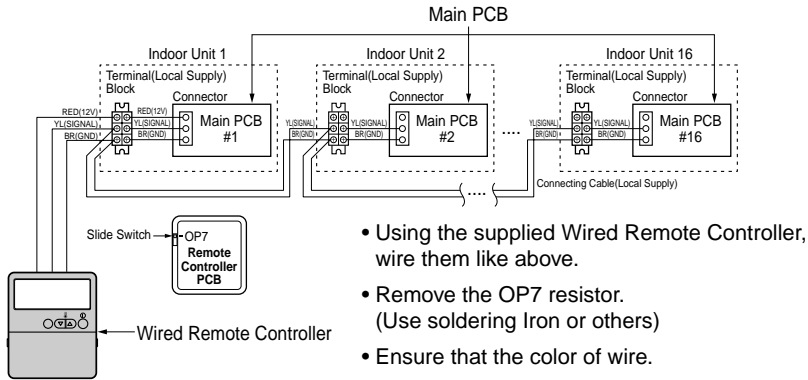 Main PCB
Indoor Unit 1
Indoor Unit 2
Indoor Unit 16
Terminal(Local Supply)
Block
Terminal(Local Supply)
Block
Terminal(Local Supply)
Block
Connector
Connector
Connector
RED(12V)
RED(12V)
YL(SIGNAL)
YL(SIGNAL)
BR(GND)
BR(GND)
Main PCB
#1
YL(SIGNAL)
BR(GND)
YL(SIGNAL)
BR(GND)
Main PCB
#2
....
YL(SIGNAL)
BR(GND)
YL(SIGNAL)
BR(GND)
Main PCB
#16
....
Connecting Cable(Local Supply)
Slide Switch
OP7
Remote
Controller
PCB
Wired Remote Controller
• Using the supplied Wired Remote Controller,
wire them like above.
• Remove the OP7 resistor.
(Use soldering Iron or others)
• Ensure that the color of wire.